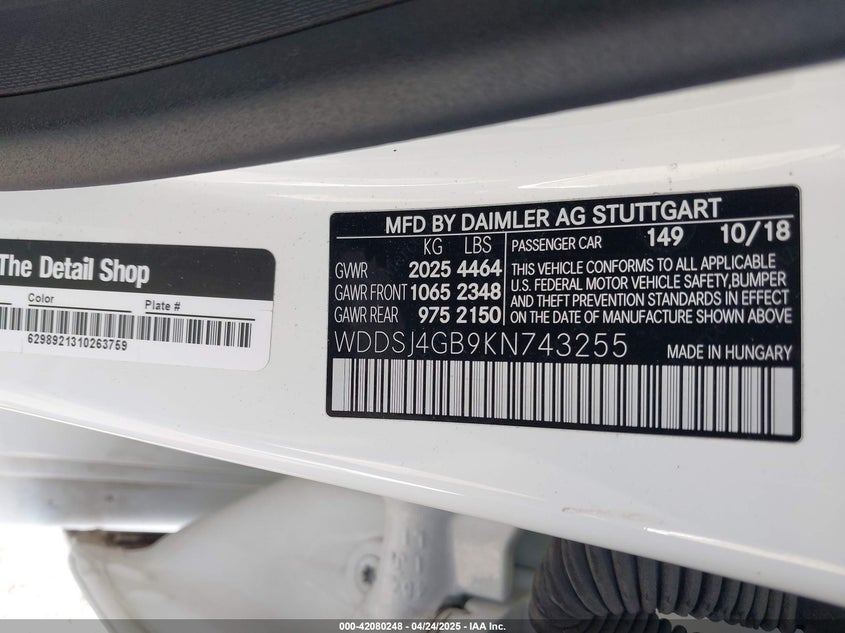 MFD BY DAIMLER AG STUTTGART
KG LBS
GVWR 2025 4464
GAWR FRONT 1065 2348
GAWR REAR 975 2150
PASSENGER CAR 149 10/18
THIS VEHICLE CONFORMS TO ALL APPLICABLE
U.S. FEDERAL MOTOR VEHICLE SAFETY,BUMPER
AND THEFT PREVENTION STANDARDS IN EFFECT
ON THE DATE OF MANUFACTURE SHOWN ABOVE
WDDSJ4GB9KN743255 MADE IN HUNGARY
The Detail Shop
Color Plate #
6298921310263759
000-42080248 - 04/24/2025 - IAA Inc.